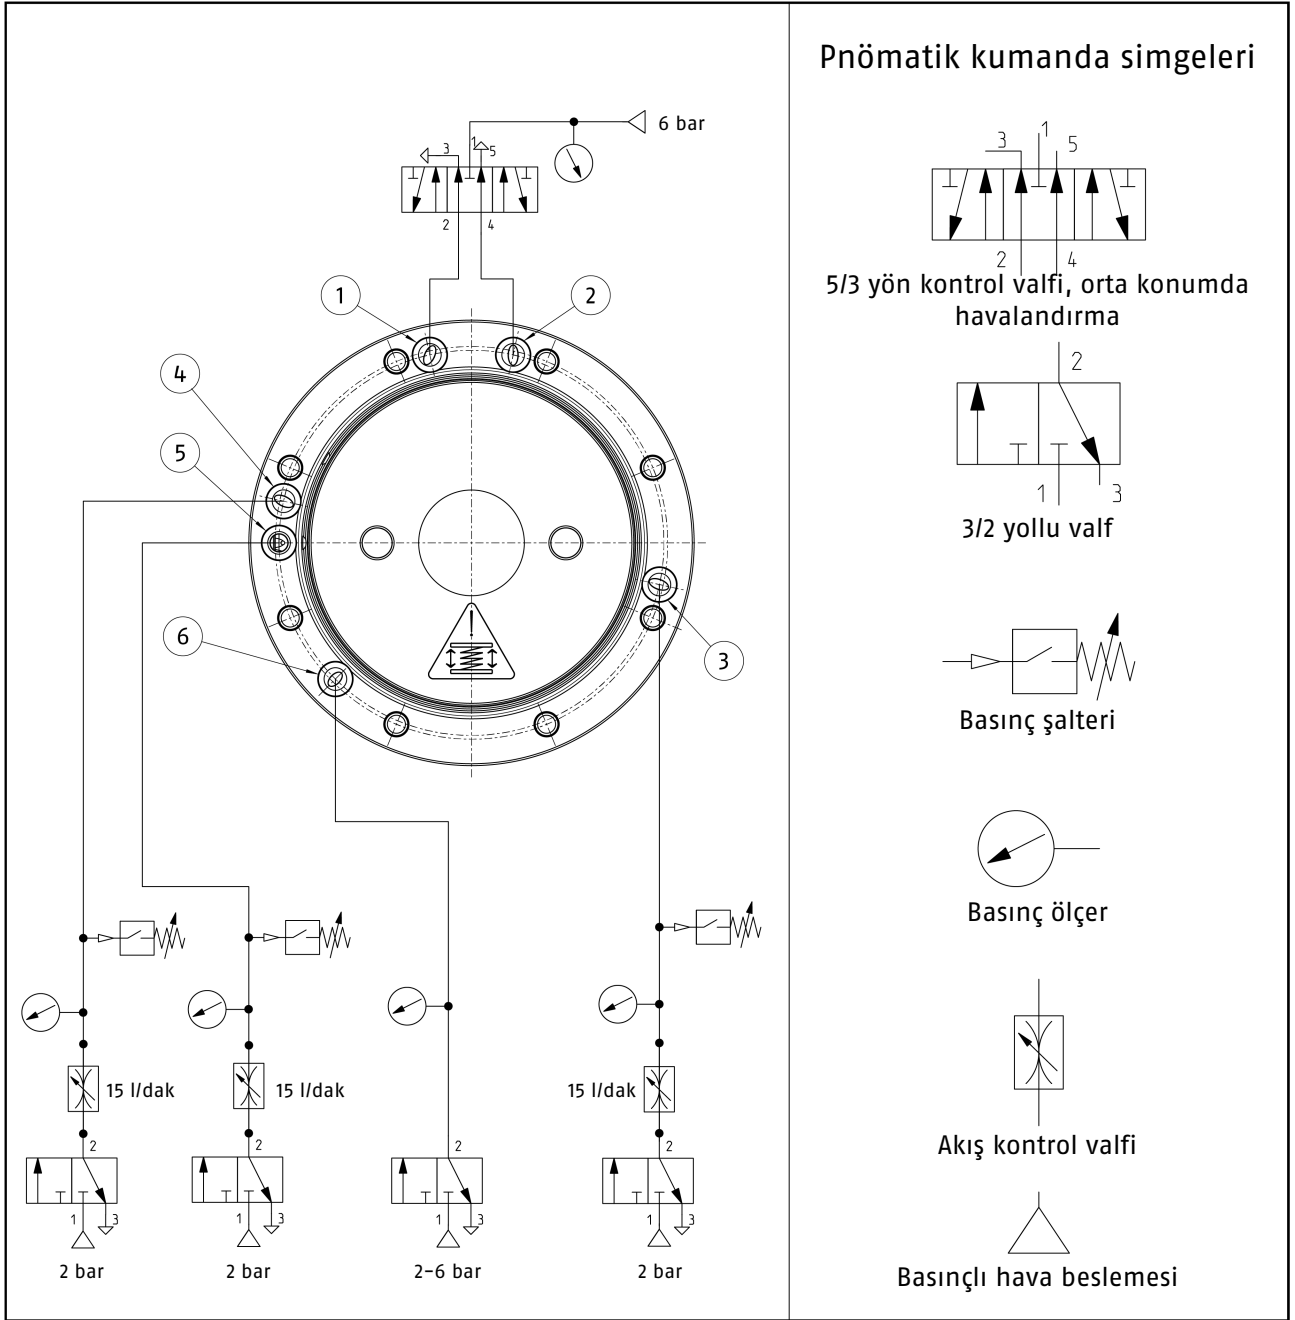 Pnömatik kumanda simgeleri
6 bar
3
1
5
2
4
1
2
4
5
6
3
15 l/dak
15 l/dak
15 l/dak
2
2
2
2
1
3
1
3
1
3
1
3
2 bar
2 bar
2-6 bar
2 bar
3
1
5
2
4
5/3 yön kontrol valfi, orta konumda
havalandırma
2
1
3
3/2 yollu valf
Basınç şalteri
Basınç ölçer
Akış kontrol valfi
Basınçlı hava beslemesi